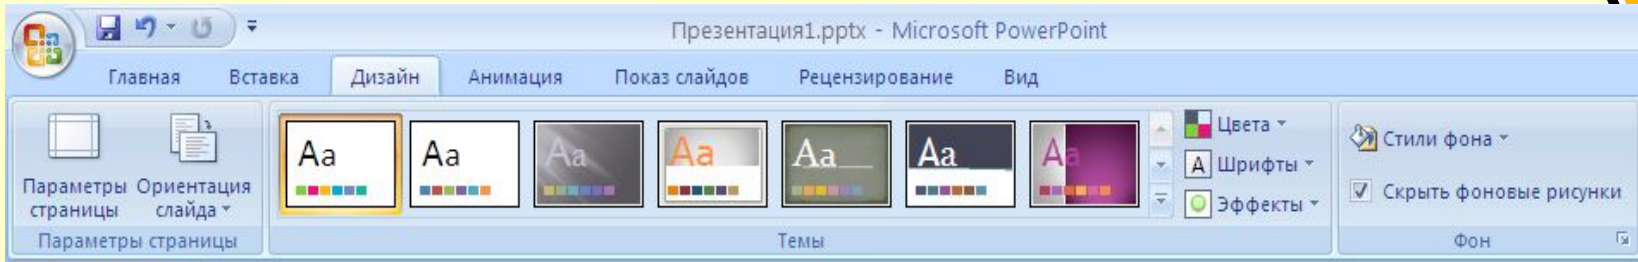 Презентация1.pptx - Microsoft PowerPoint
Главная Вставка Дизайн Анимация Показ слайдов Рецензирование Вид
Параметры страницы
Ориентация слайда
Aa Aa Aa Aa Aa Aa Aa
Цвета
A Шрифты
Эффекты
Стили фона
Скрыть фоновые рисунки
Параметры страницы Темы Фон